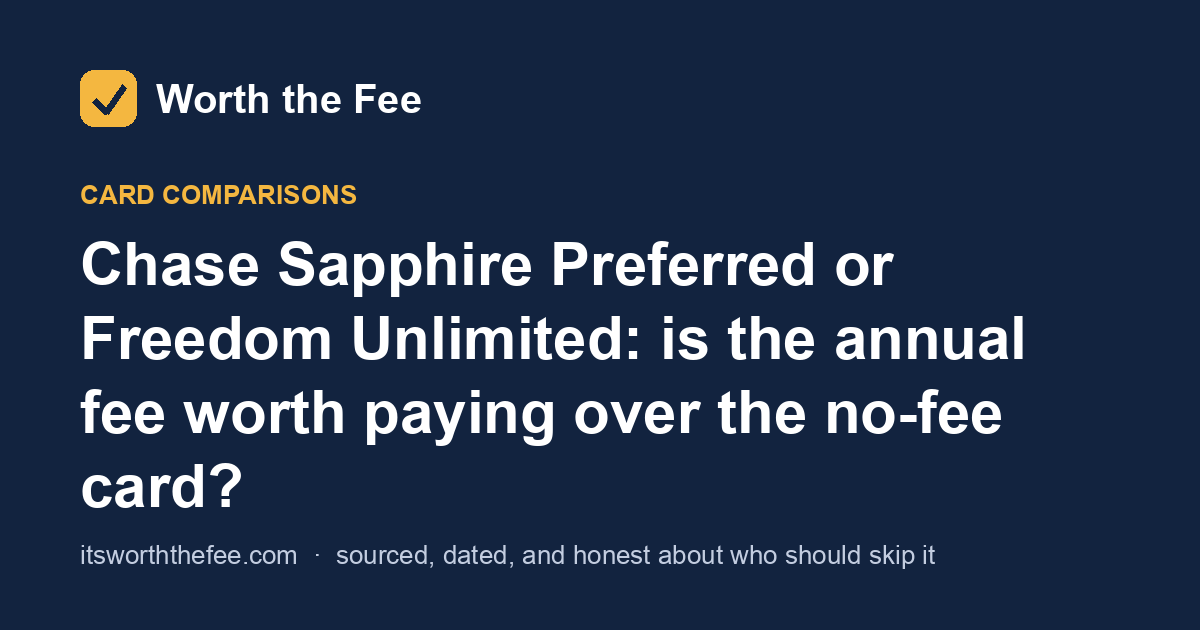 Worth the Fee
CARD COMPARISONS
Chase Sapphire Preferred or
Freedom Unlimited: is the annual
fee worth paying over the no-fee
card?
itsworththefee.com · sourced, dated, and honest about who should skip it